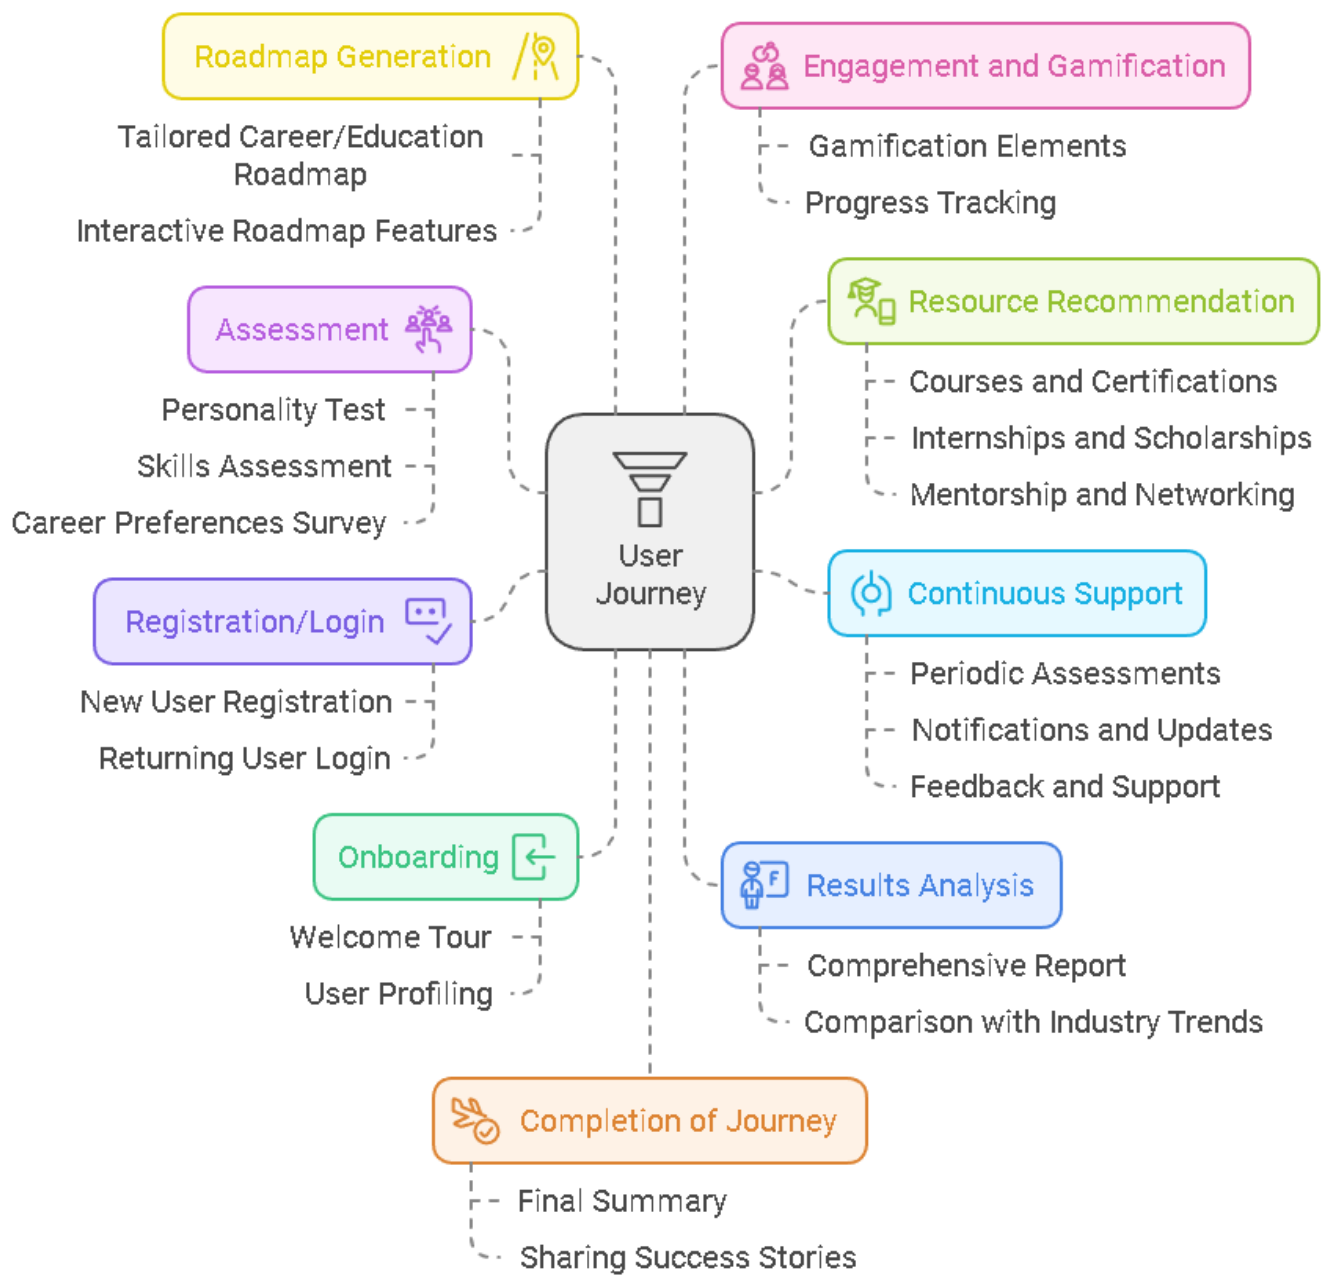 Roadmap Generation
Tailored Career/Education
Roadmap
Interactive Roadmap Features
Engagement and Gamification
Gamification Elements
Progress Tracking
Assessment
Personality Test
Skills Assessment
Career Preferences Survey
Resource Recommendation
Courses and Certifications
Internships and Scholarships
Mentorship and Networking
User
Journey
Registration/Login
New User Registration
Returning User Login
Continuous Support
Periodic Assessments
Notifications and Updates
Feedback and Support
Onboarding
Welcome Tour
User Profiling
F
Results Analysis
Comprehensive Report
Comparison with Industry Trends
Completion of Journey
Final Summary
Sharing Success Stories